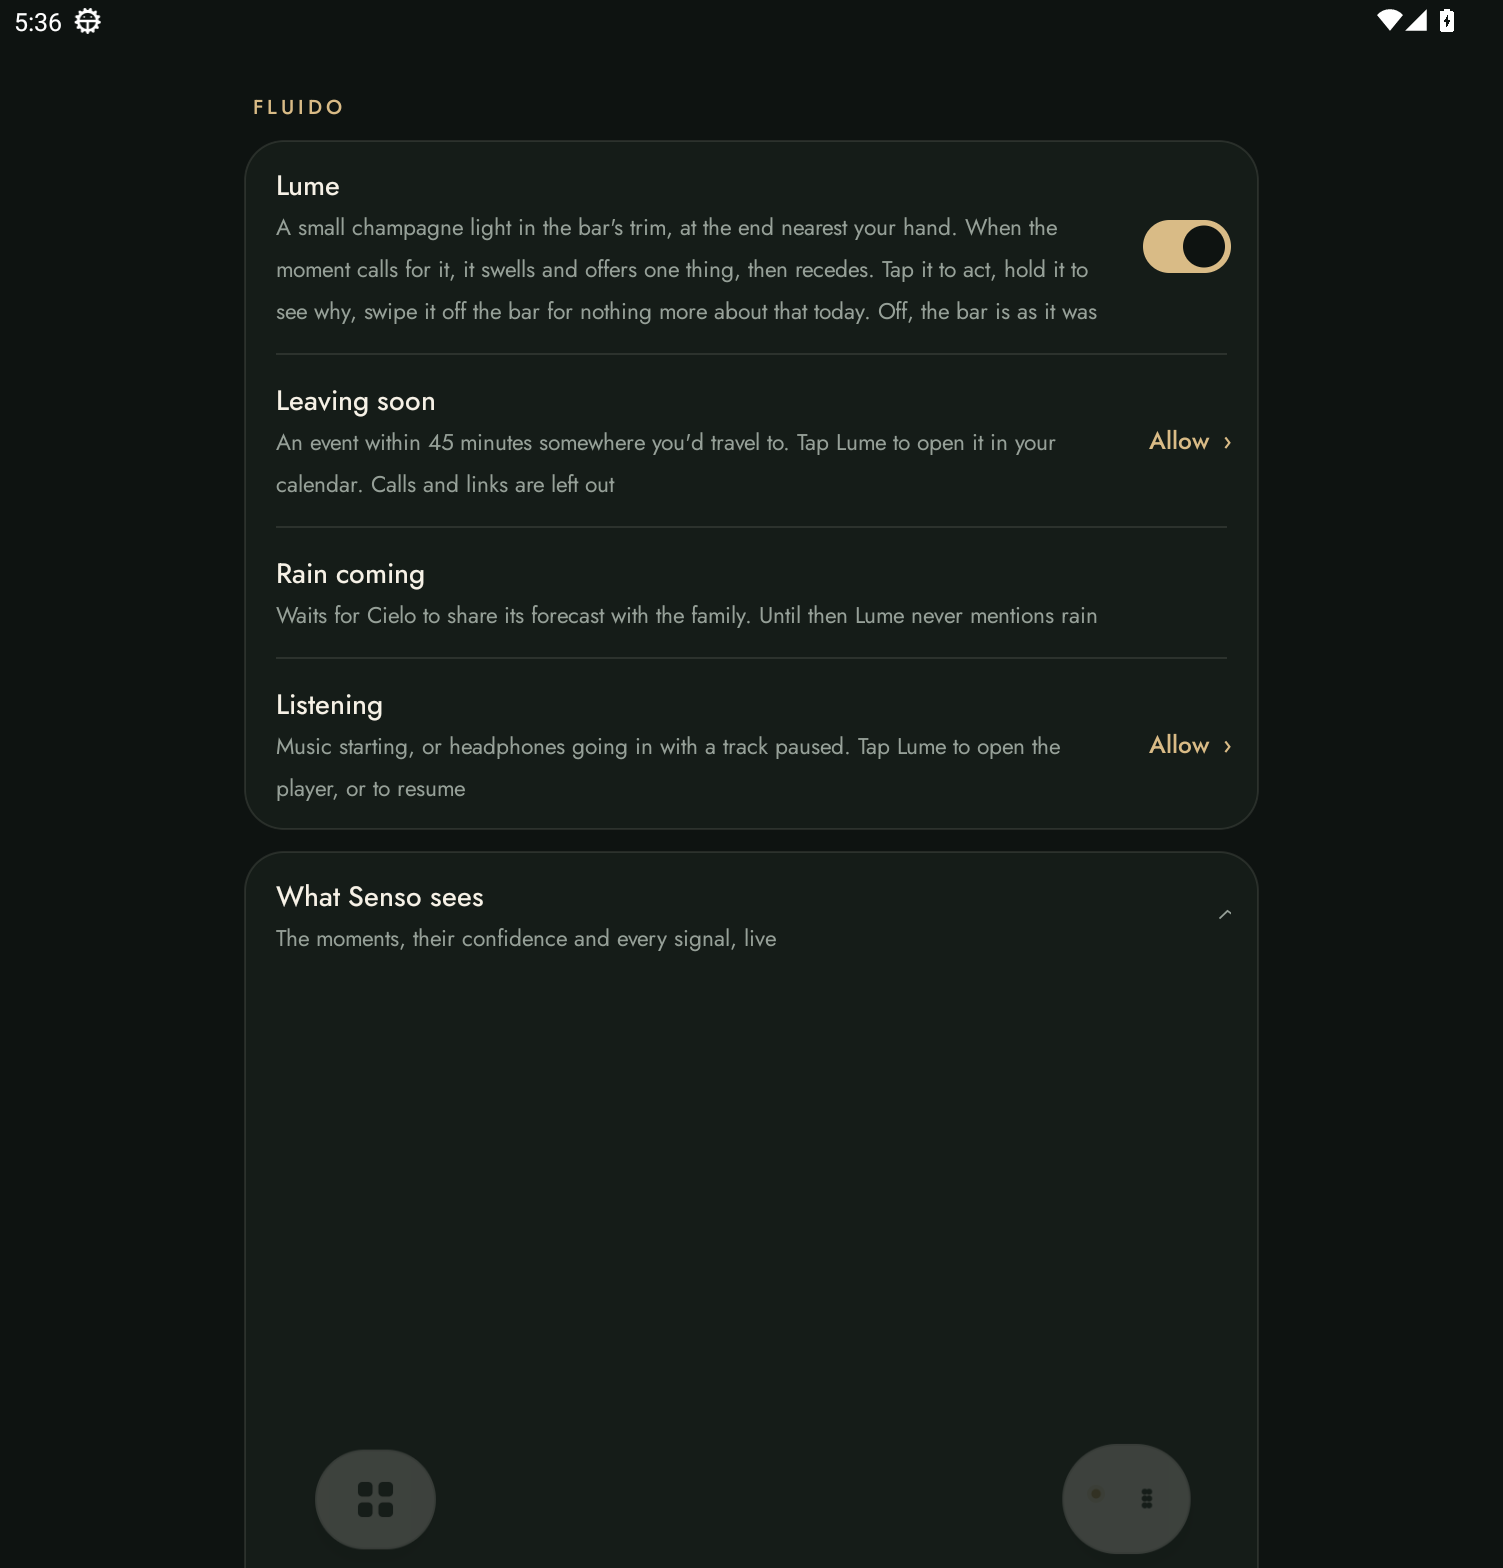 5:36
FLUIDO
Lume
A small champagne light in the bar's trim, at the end nearest your hand. When the
moment calls for it, it swells and offers one thing, then recedes. Tap it to act, hold it to
see why, swipe it off the bar for nothing more about that today. Off, the bar is as it was
Leaving soon
An event within 45 minutes somewhere you'd travel to. Tap Lume to open it in your
calendar. Calls and links are left out
Allow ›
Rain coming
Waits for Cielo to share its forecast with the family. Until then Lume never mentions rain
Listening
Music starting, or headphones going in with a track paused. Tap Lume to open the
player, or to resume
Allow ›
What Senso sees
The moments, their confidence and every signal, live